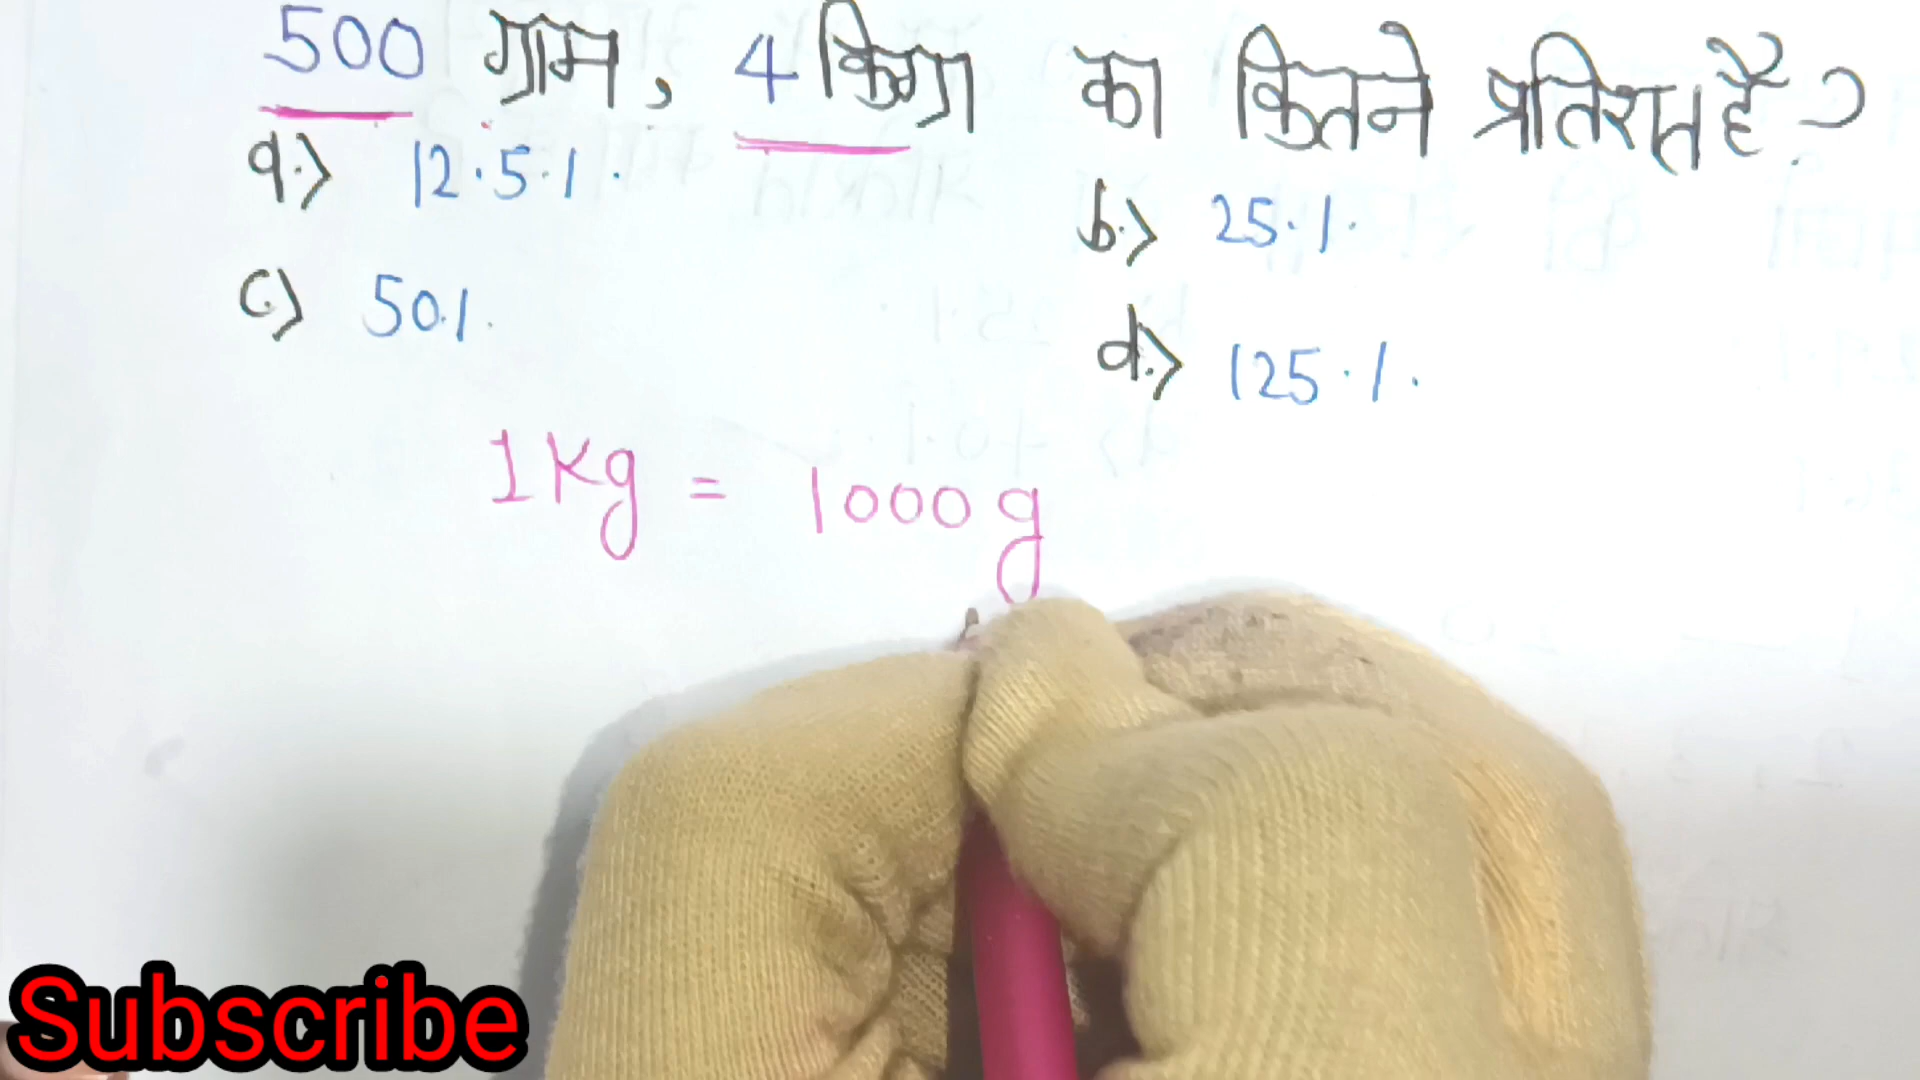 500 ग्राम, 4 किग्रा का कितने प्रतिशत है?
a.) 12.5% b.) 25%
c.) 50% d.) 125%
1Kg = 1000g
Subscribe